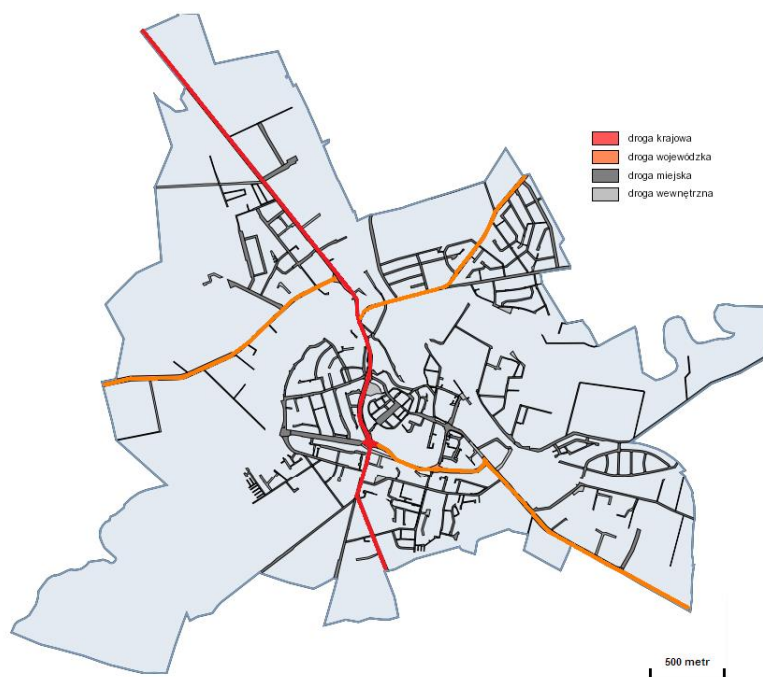 droga krajowa
droga wojewódzka
droga miejska
droga wewnętrzna
500 metr